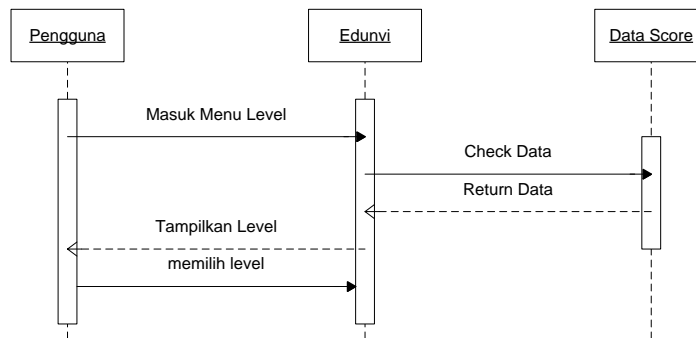 Pengguna
Edunvi
Data Score
Masuk Menu Level
Check Data
Return Data
Tampilkan Level
memilih level